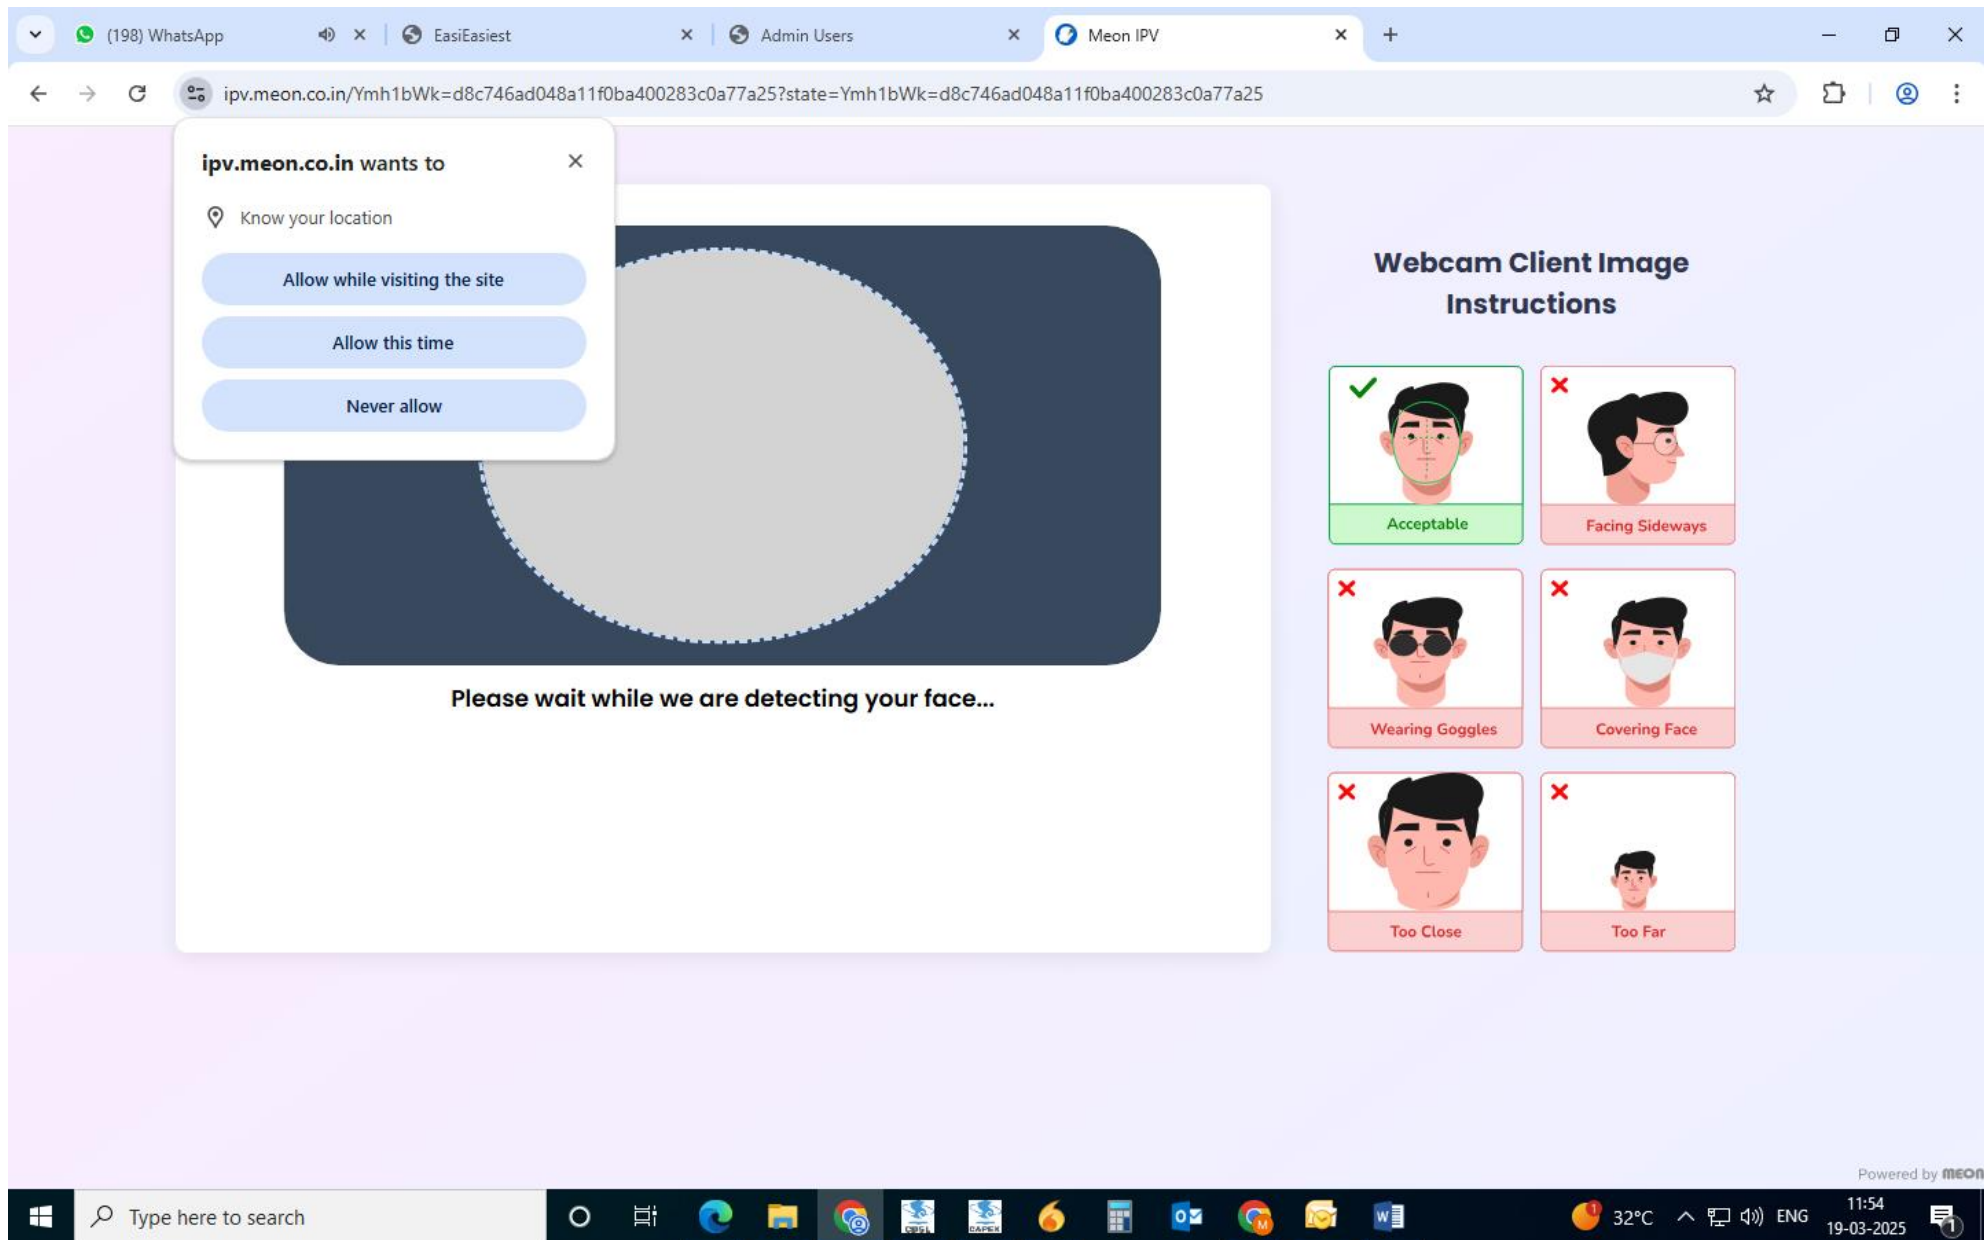 (198) WhatsApp
EasiEasiest
Admin Users
Meon IPV
ipv.meon.co.in/Ymh1bWk=d8c746ad048a11f0ba400283c0a77a25?state=Ymh1bWk=d8c746ad048a11f0ba400283c0a77a25
ipv.meon.co.in wants to
Know your location
Allow while visiting the site
Allow this time
Never allow
Please wait while we are detecting your face...
Webcam Client Image
Instructions
Acceptable
Facing Sideways
Wearing Goggles
Covering Face
Too Close
Too Far
Powered by MEON
Type here to search
CAPEX
1
32°C
ENG
11:54
19-03-2025
1